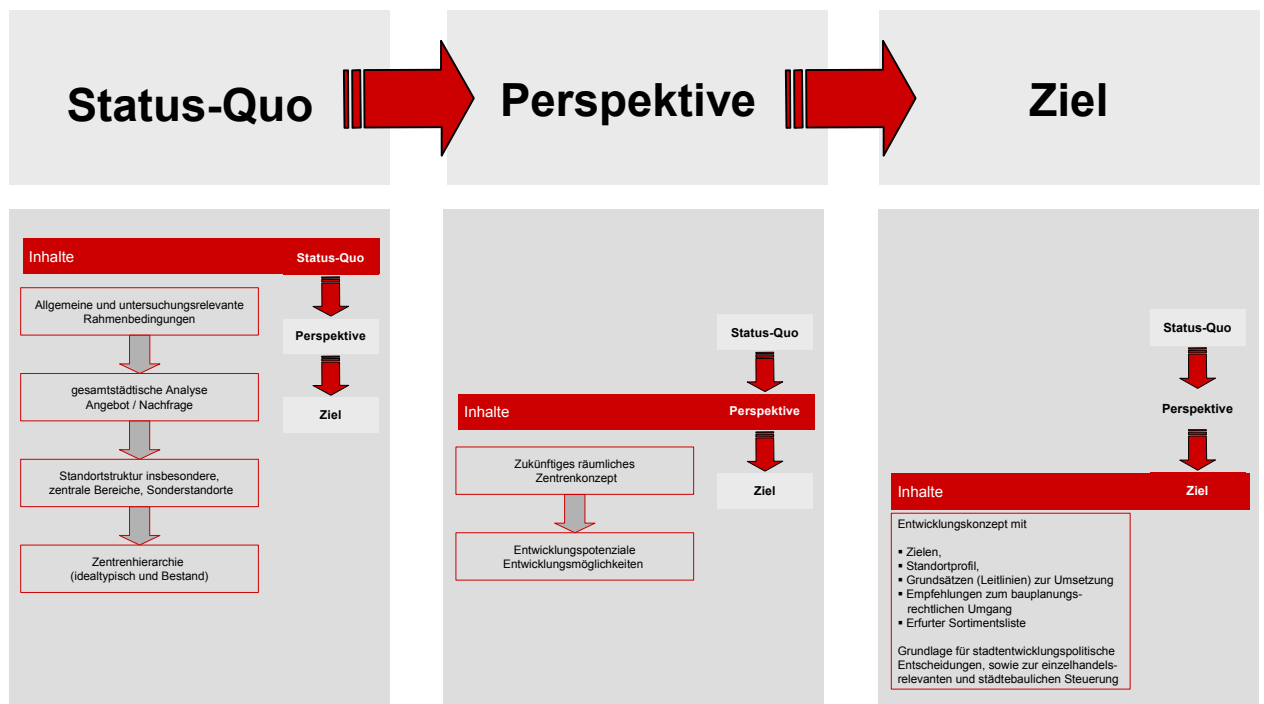 Status-Quo
Perspektive
Ziel
Inhalte
Status-Quo
Allgemeine und untersuchungsrelevante
Rahmenbedingungen
Perspektive
gesamtstädtische Analyse
Angebot / Nachfrage
Ziel
Standortstruktur insbesondere,
zentrale Bereiche, Sonderstandorte
Zentrenhierarchie
(idealtypisch und Bestand)
Status-Quo
Inhalte
Perspektive
Zukünftiges räumliches
Zentrenkonzept
Ziel
Entwicklungspotenziale
Entwicklungsmöglichkeiten
Status-Quo
Perspektive
Inhalte
Ziel
Entwicklungskonzept mit
▪ Zielen,
▪ Standortprofil,
▪ Grundsätzen (Leitlinien) zur Umsetzung
▪ Empfehlungen zum bauplanungs-
rechtlichen Umgang
▪ Erfurter Sortimentsliste
Grundlage für stadtentwicklungspolitische
Entscheidungen, sowie zur einzelhandels-
relevanten und städtebaulichen Steuerung